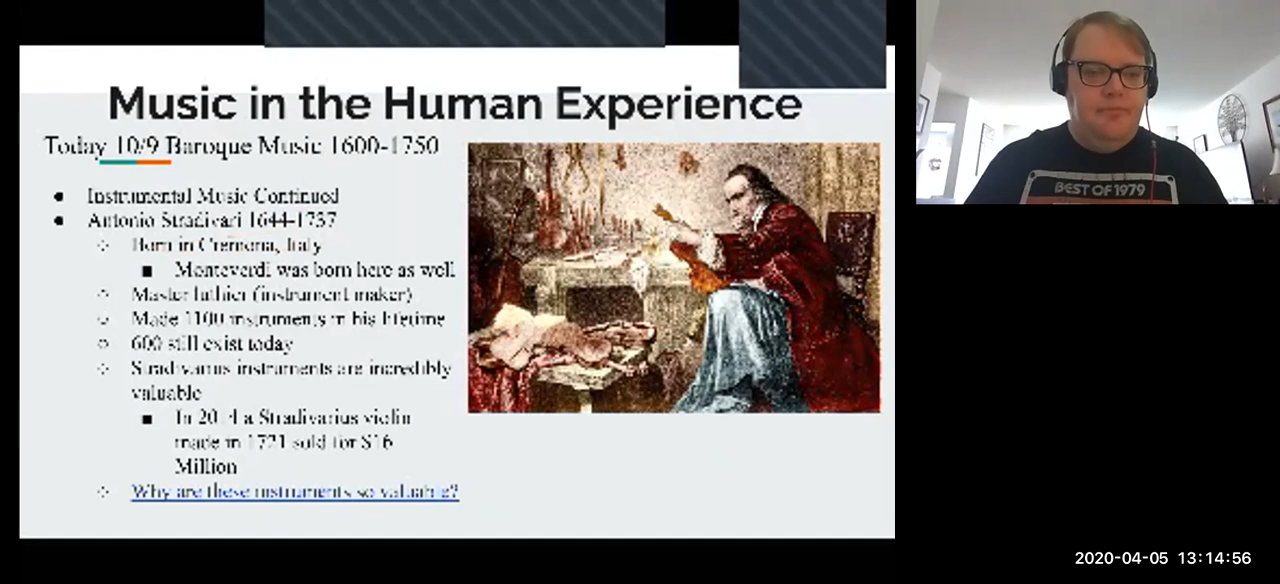 Music in the Human Experience
Today 10/9 Baroque Music 1600-1750
● Instrumental Music Continued
● Antonio Stradivari 1644-1737
○ Born in Cremona, Italy
■ Monteverdi was born here as well
○ Master luthier (instrument maker)
○ Made 1100 instruments in his lifetime
○ 600 still exist today
○ Stradivarius instruments are incredibly
valuable
■ In a Stradivarius violin
made in 1721 sold for $16
Million
○ Why are these instruments so valuable?
BEST OF 1979
2020-04-05 13:14:56